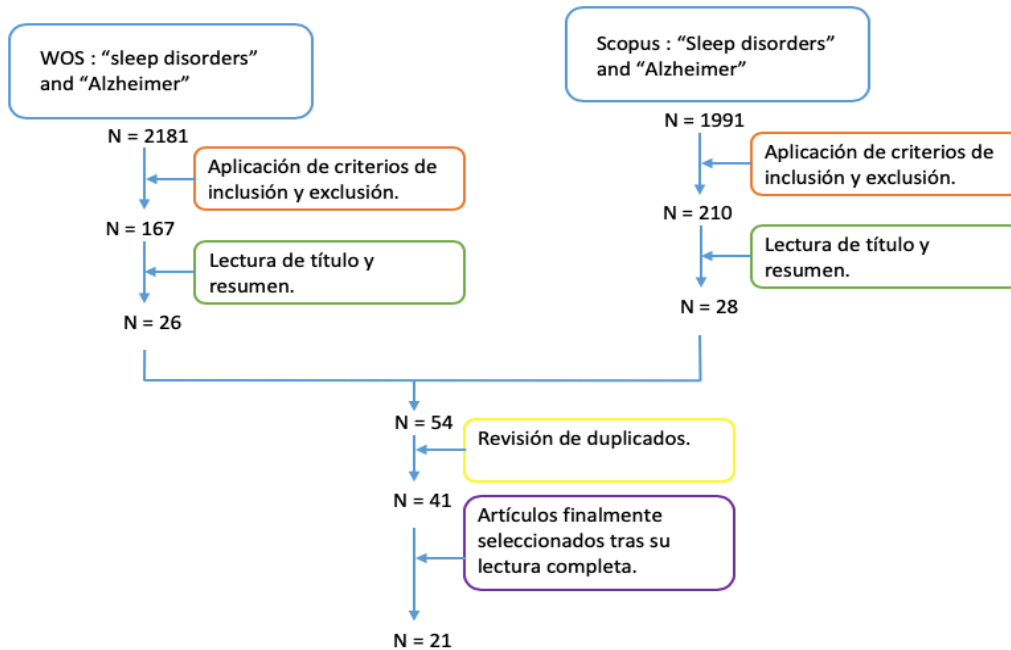 WOS : “sleep disorders”
and “Alzheimer”
N = 2181
Aplicación de criterios de
inclusión y exclusión.
N = 167
Lectura de título y
resumen.
N = 26
Scopus : “Sleep disorders”
and “Alzheimer”
N = 1991
Aplicación de criterios de
inclusión y exclusión.
N = 210
Lectura de título y
resumen.
N = 28
N = 54
Revisión de duplicados.
N = 41
Artículos finalmente
seleccionados tras su
lectura completa.
N = 21